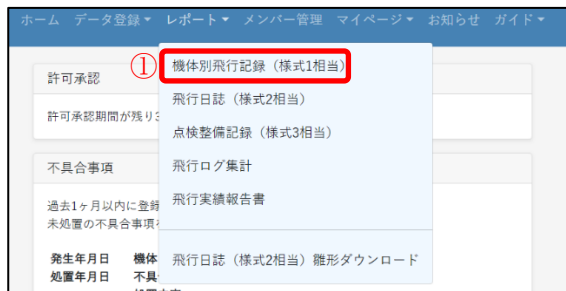 ホーム データ登録▼ レポート▼ メンバー管理 マイページ▼ お知らせ ガイド▼
① 機体別飛行記録（様式1相当）
許可承認
飛行日誌（様式2相当）
許可承認期間が残り3
点検整備記録（様式3相当）
不具合事項
飛行ログ集計
過去1ヶ月以内に登録
飛行実績報告書
未処置の不具合事項
発生年月日 機体
飛行日誌（様式2相当）雛形ダウンロード
処置年月日 不具